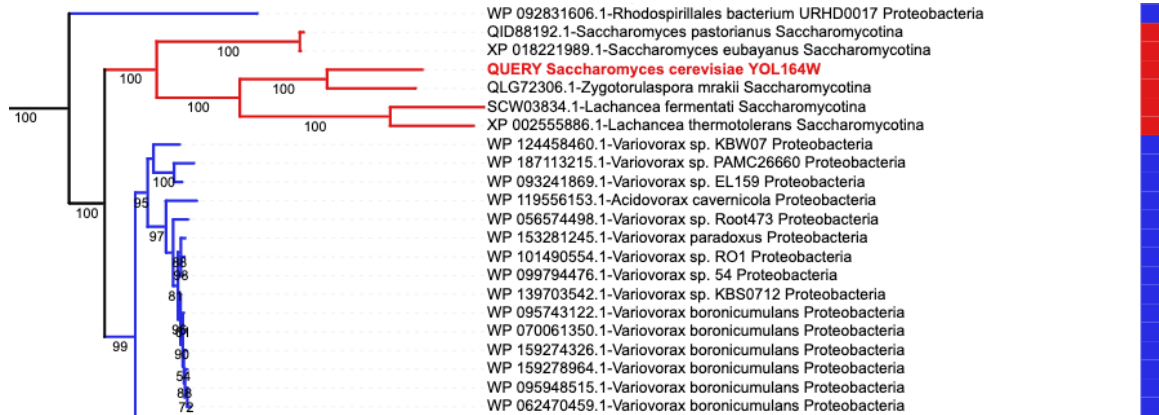 WP 092831606.1-Rhodospirillales bacterium URHD0017 Proteobacteria
QID88192.1-Saccharomyces pastorianus Saccharomycotina
XP 018221989.1-Saccharomyces eubayanus Saccharomycotina
100
QUERY Saccharomyces cerevisiae YOL164W
100
100
QLG72306.1-Zygotorulaspora mrakii Saccharomycotina
100
SCW03834.1-Lachancea fermentati Saccharomycotina
100
XP 002555886.1-Lachancea thermotolerans Saccharomycotina
100
WP 124458460.1-Variovorax sp. KBW07 Proteobacteria
WP 187113215.1-Variovorax sp. PAMC26660 Proteobacteria
100
WP 093241869.1-Variovorax sp. EL159 Proteobacteria
95
WP 119556153.1-Acidovorax cavernicola Proteobacteria
100
WP 056574498.1-Variovorax sp. Root473 Proteobacteria
97
WP 153281245.1-Variovorax paradoxus Proteobacteria
WP 101490554.1-Variovorax sp. RO1 Proteobacteria
98
WP 099794476.1-Variovorax sp. 54 Proteobacteria
81
WP 139703542.1-Variovorax sp. KBS0712 Proteobacteria
WP 095743122.1-Variovorax boronicumulans Proteobacteria
WP 070061350.1-Variovorax boronicumulans Proteobacteria
99
90
WP 159274326.1-Variovorax boronicumulans Proteobacteria
WP 159278964.1-Variovorax boronicumulans Proteobacteria
54
WP 095948515.1-Variovorax boronicumulans Proteobacteria
88
WP 062470459.1-Variovorax boronicumulans Proteobacteria
72